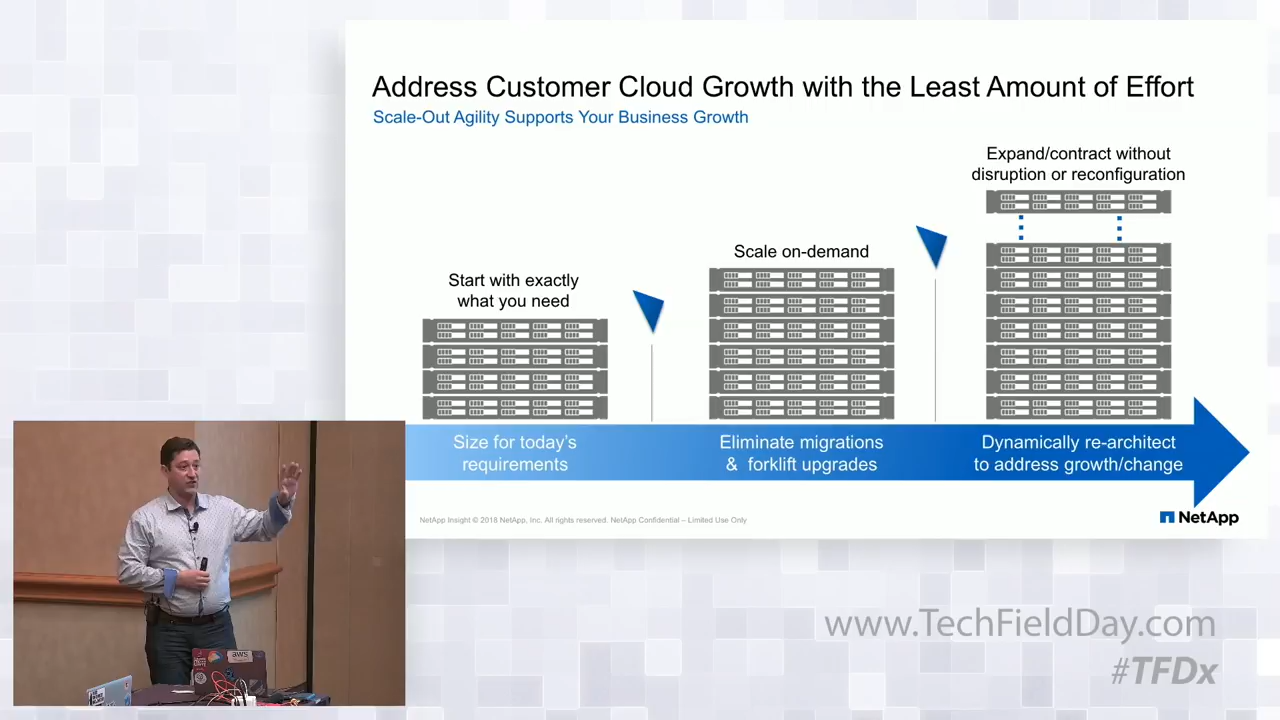 Address Customer Cloud Growth with the Least Amount of Effort
Scale-Out Agility Supports Your Business Growth
Start with exactly
what you need
Scale on-demand
Expand/contract without
disruption or reconfiguration
Size for today's
requirements
Eliminate migrations
& forklift upgrades
Dynamically re-architect
to address growth/change
NetApp Insight © 2018 NetApp, Inc. All rights reserved. NetApp Confidential – Limited Use Only
NetApp
aws
www.TechFieldDay.com
#TFDx